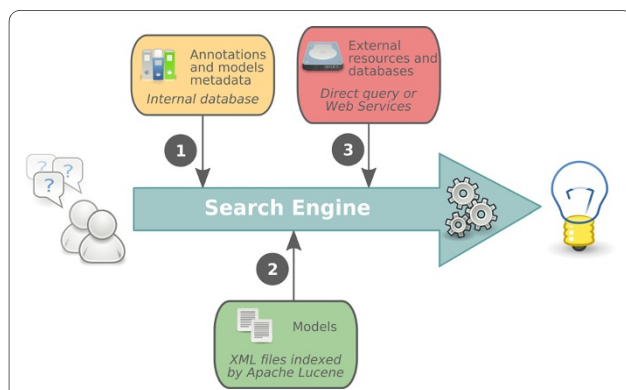 Annotations
and models
metadata
Internal database
External
resources and
databases
Direct query or
Web Services
1
3
? ?
?
Search Engine
2
Models
XML files indexed
by Apache Lucene